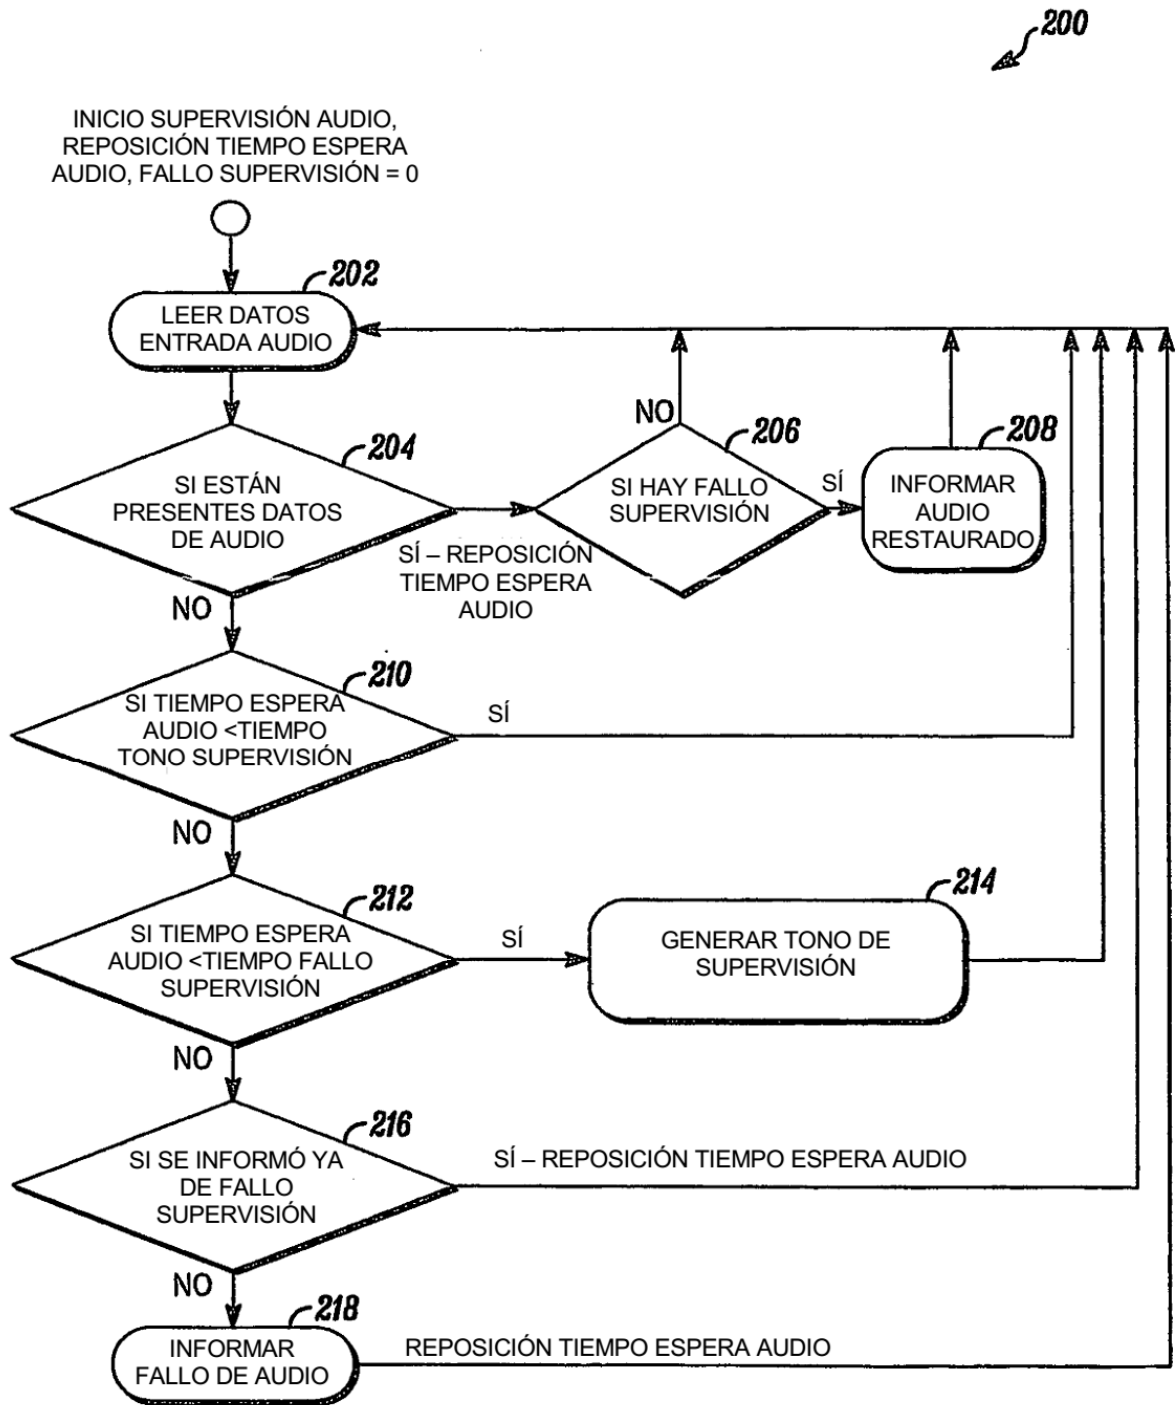 200
INICIO SUPERVISIÓN AUDIO,
REPOSICIÓN TIEMPO ESPERA
AUDIO, FALLO SUPERVISIÓN = 0
202
LEER DATOS
ENTRADA AUDIO
204
SI ESTÁN
PRESENTES DATOS
DE AUDIO
SÍ – REPOSICIÓN
TIEMPO ESPERA
AUDIO
NO
NO
206
SI HAY FALLO
SUPERVISIÓN
SÍ
208
INFORMAR
AUDIO
RESTAURADO
210
SI TIEMPO ESPERA
AUDIO <TIEMPO
TONO SUPERVISIÓN
SÍ
NO
212
SI TIEMPO ESPERA
AUDIO <TIEMPO FALLO
SUPERVISIÓN
SÍ
214
GENERAR TONO DE
SUPERVISIÓN
NO
216
SI SE INFORMÓ YA
DE FALLO
SUPERVISIÓN
SÍ – REPOSICIÓN TIEMPO ESPERA AUDIO
NO
218
INFORMAR
FALLO DE AUDIO
REPOSICIÓN TIEMPO ESPERA AUDIO